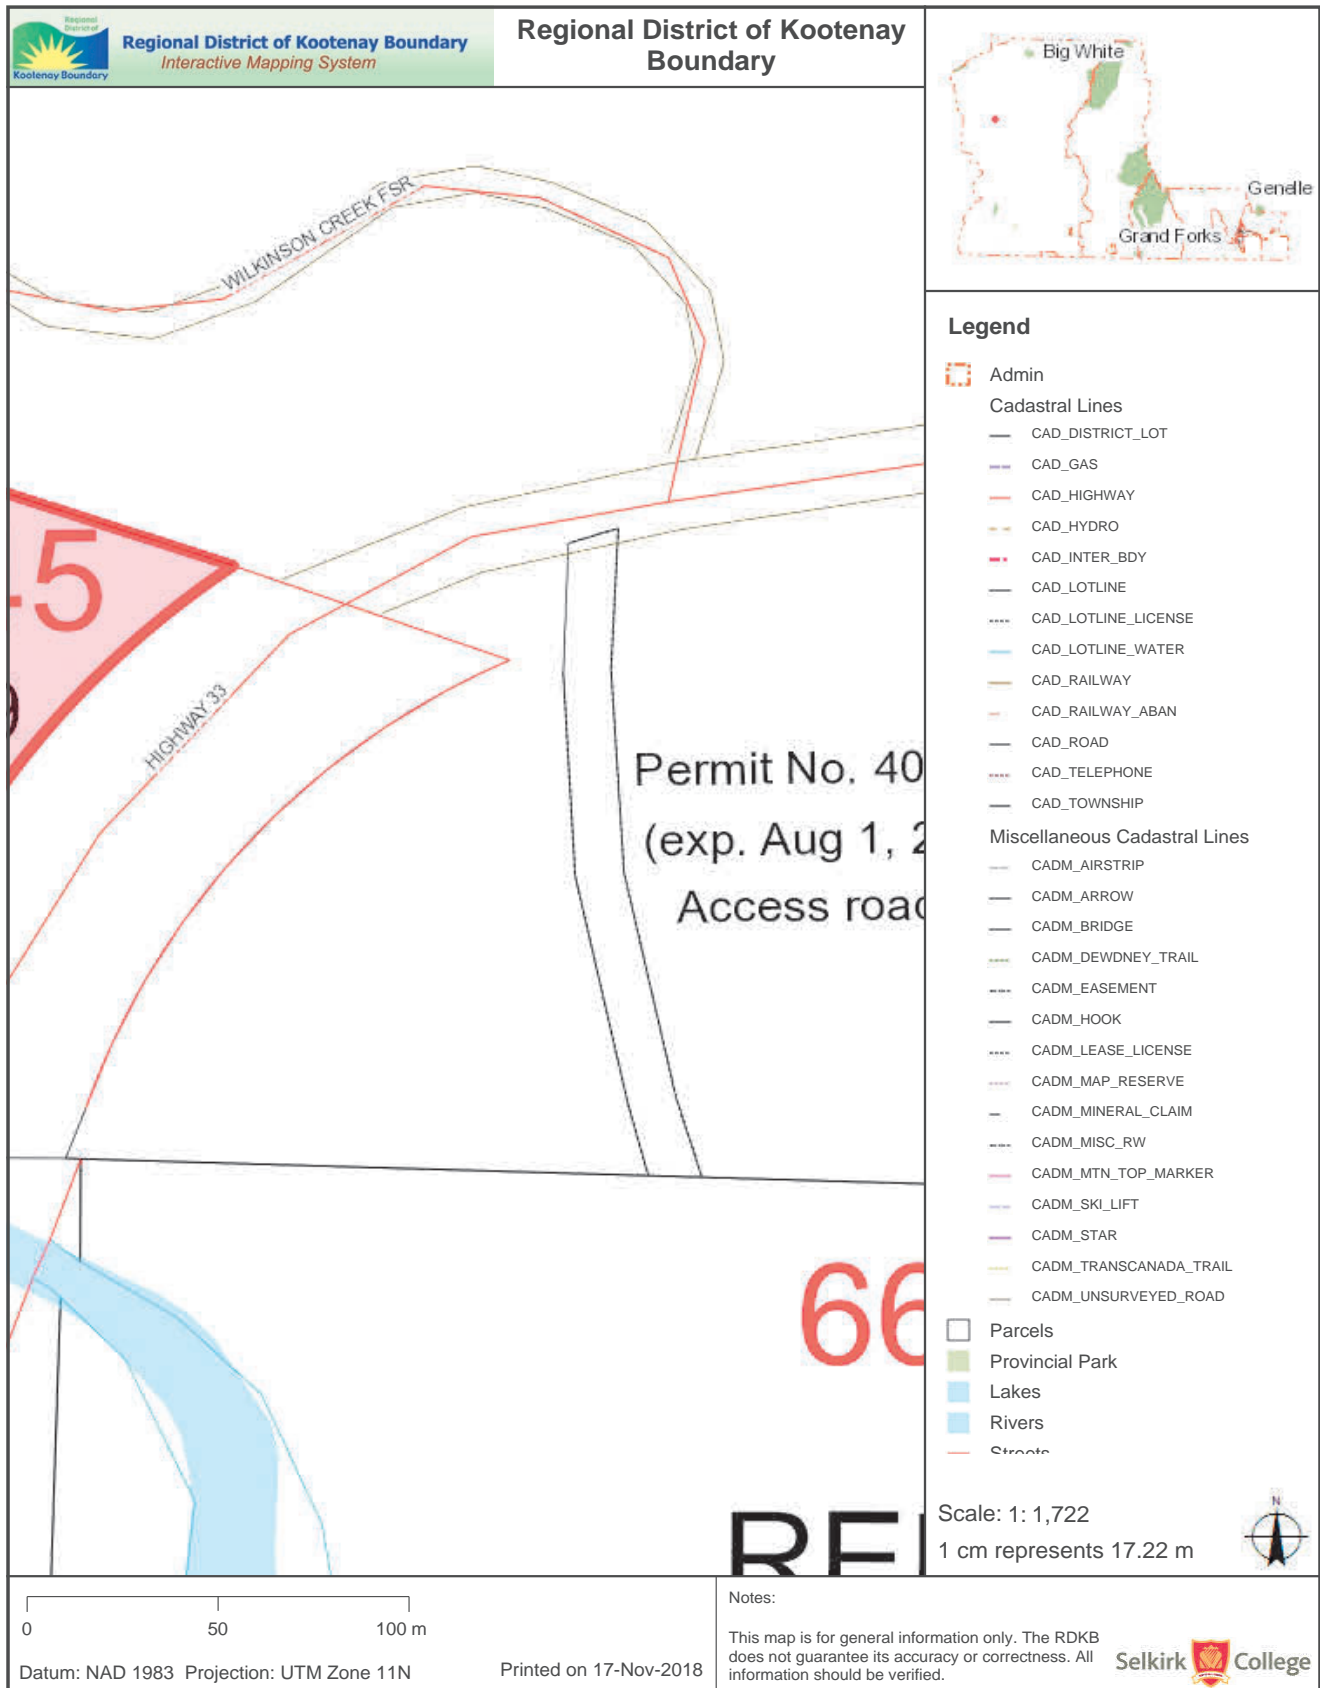 Regional District of Kootenay Boundary
Regional District of Kootenay Boundary
Interactive Mapping System
Regional District of Kootenay
Boundary
Big White
Genelle
Grand Forks
WILKINSON CREEK FSR
HIGHWAY 33
-5
Permit No. 40
(exp. Aug 1, 2
Access road
66
Legend
Admin
Cadastral Lines
CAD_DISTRICT_LOT
CAD_GAS
CAD_HIGHWAY
CAD_HYDRO
CAD_INTER_BDY
CAD_LOTLINE
CAD_LOTLINE_LICENSE
CAD_LOTLINE_WATER
CAD_RAILWAY
CAD_RAILWAY_ABAN
CAD_ROAD
CAD_TELEPHONE
CAD_TOWNSHIP
Miscellaneous Cadastral Lines
CADM_AIRSTRIP
CADM_ARROW
CADM_BRIDGE
CADM_DEWDNEY_TRAIL
CADM_EASEMENT
CADM_HOOK
CADM_LEASE_LICENSE
CADM_MAP_RESERVE
CADM_MINERAL_CLAIM
CADM_MISC_RW
CADM_MTN_TOP_MARKER
CADM_SKI_LIFT
CADM_STAR
CADM_TRANSCANADA_TRAIL
CADM_UNSURVEYED_ROAD
Parcels
Provincial Park
Lakes
Rivers
Streets
Scale: 1: 1,722
1 cm represents 17.22 m
N
0 50 100 m
Datum: NAD 1983 Projection: UTM Zone 11N
Printed on 17-Nov-2018
Notes:
This map is for general information only. The RDKB
does not guarantee its accuracy or correctness. All
information should be verified.
Selkirk College